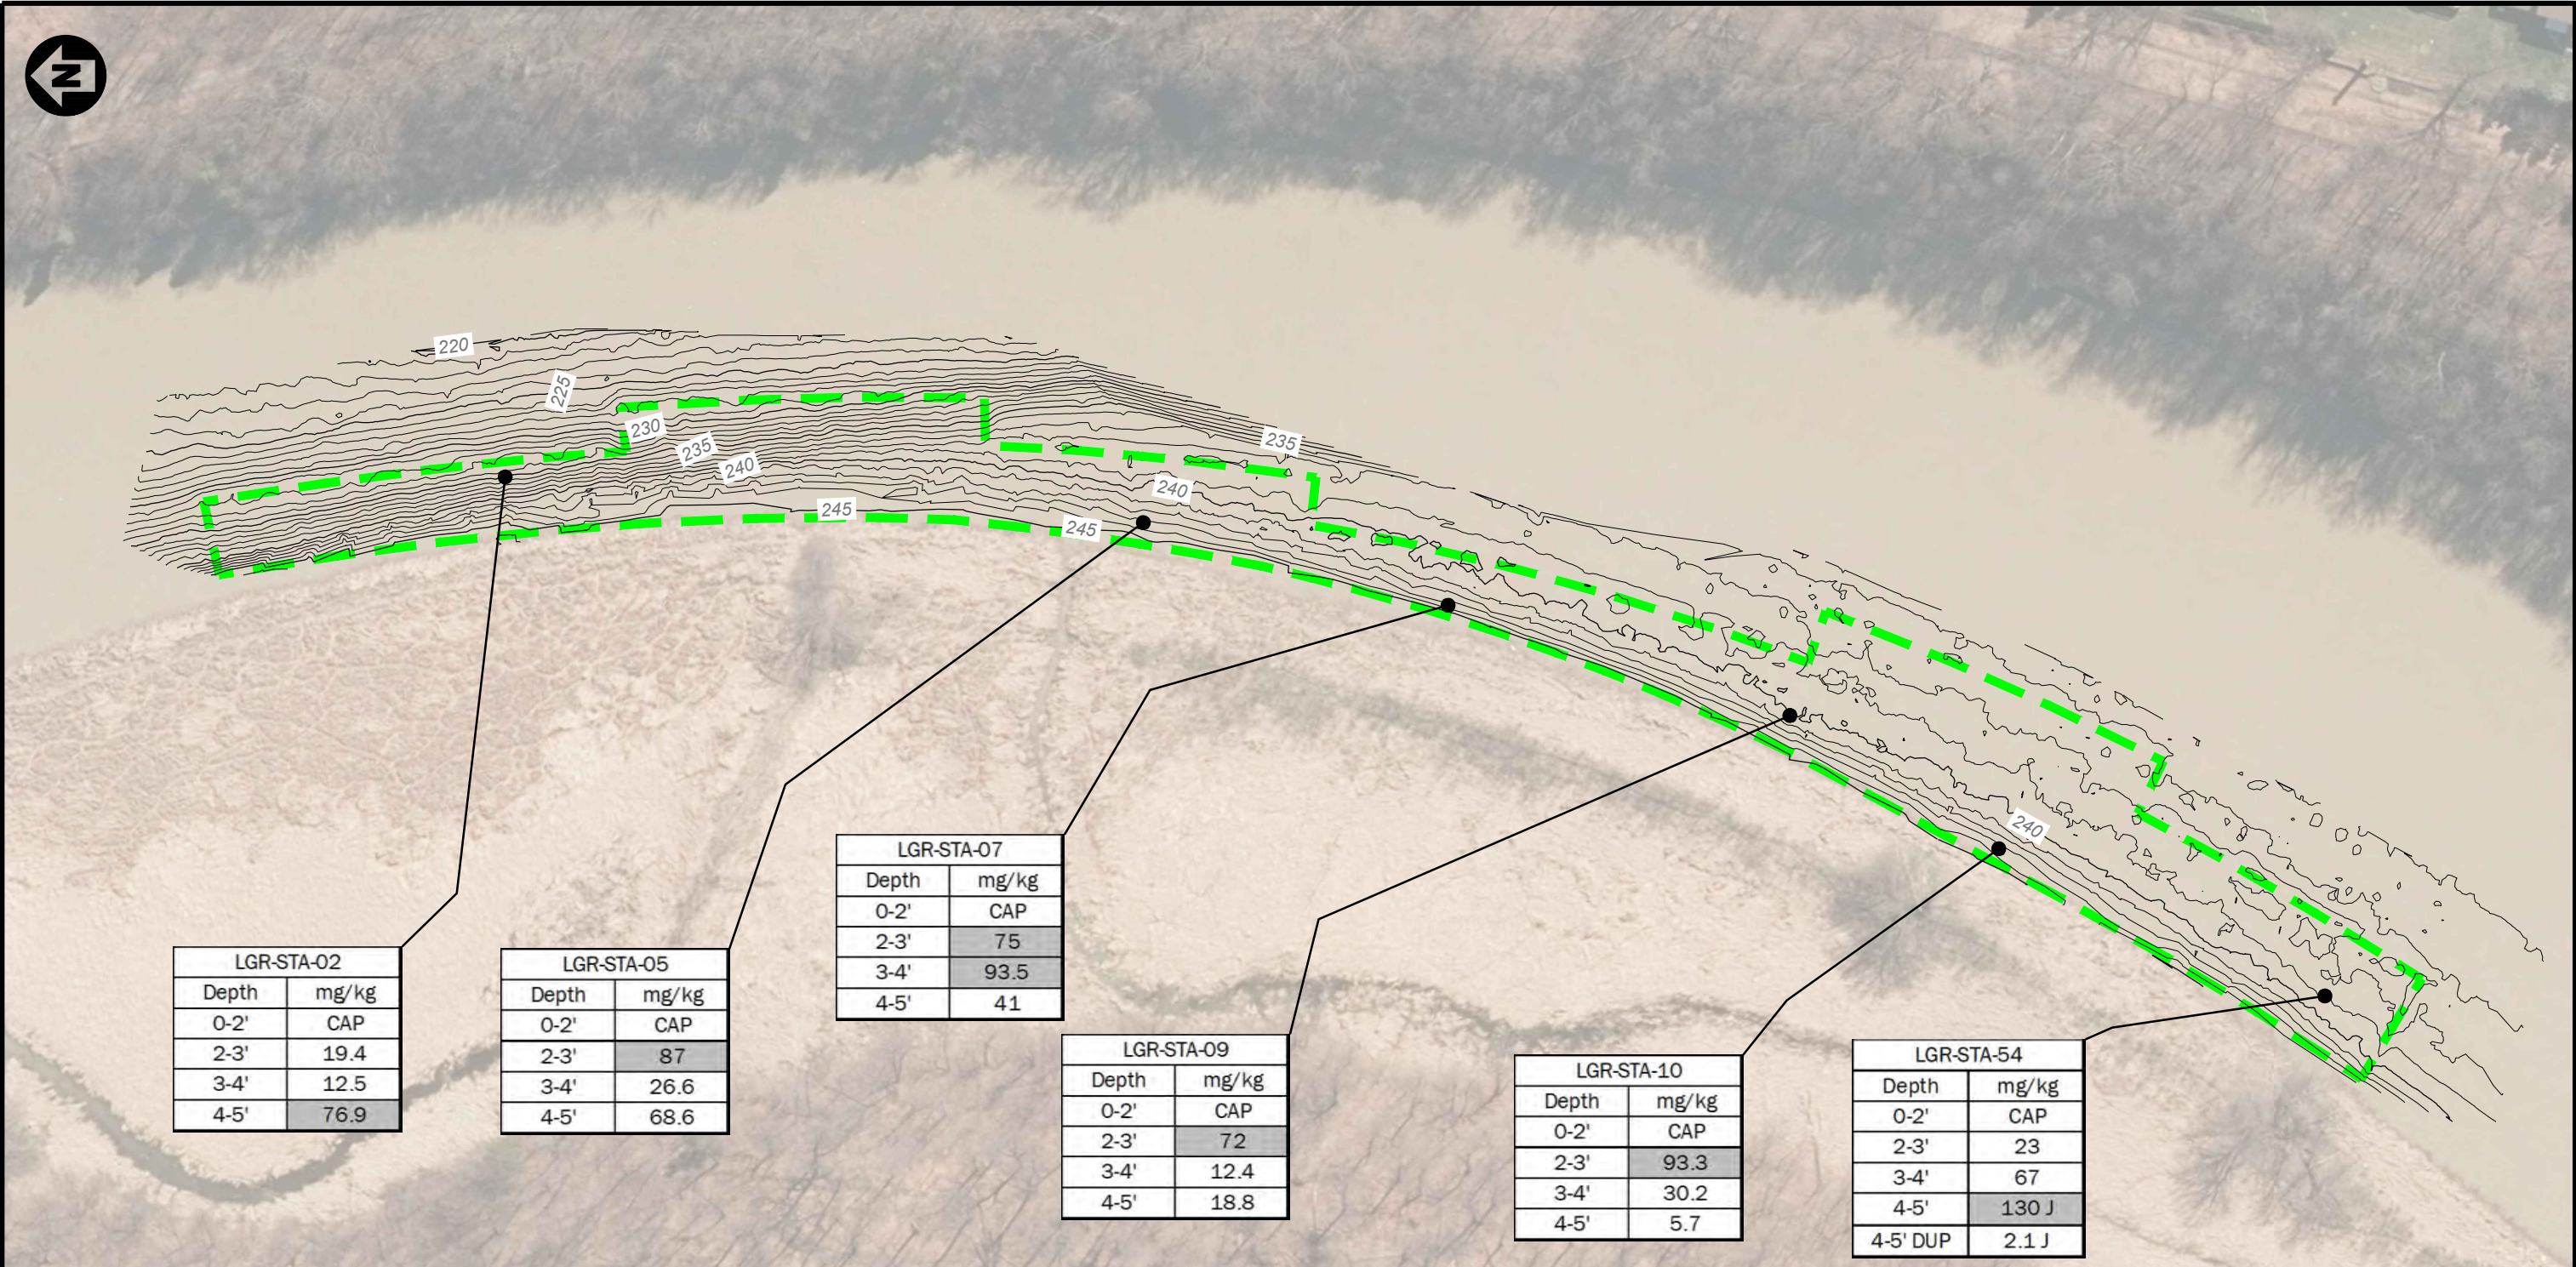 N
220
225
230
235
240
245
245
240
235
240
LGR-STA-07
Depth mg/kg
0-2' CAP
2-3' 75
3-4' 93.5
4-5' 41
LGR-STA-02
Depth mg/kg
0-2' CAP
2-3' 19.4
3-4' 12.5
4-5' 76.9
LGR-STA-05
Depth mg/kg
0-2' CAP
2-3' 87
3-4' 26.6
4-5' 68.6
LGR-STA-09
Depth mg/kg
0-2' CAP
2-3' 72
3-4' 12.4
4-5' 18.8
LGR-STA-10
Depth mg/kg
0-2' CAP
2-3' 93.3
3-4' 30.2
4-5' 5.7
LGR-STA-54
Depth mg/kg
0-2' CAP
2-3' 23
3-4' 67
4-5' 130 J
4-5' DUP 2.1 J